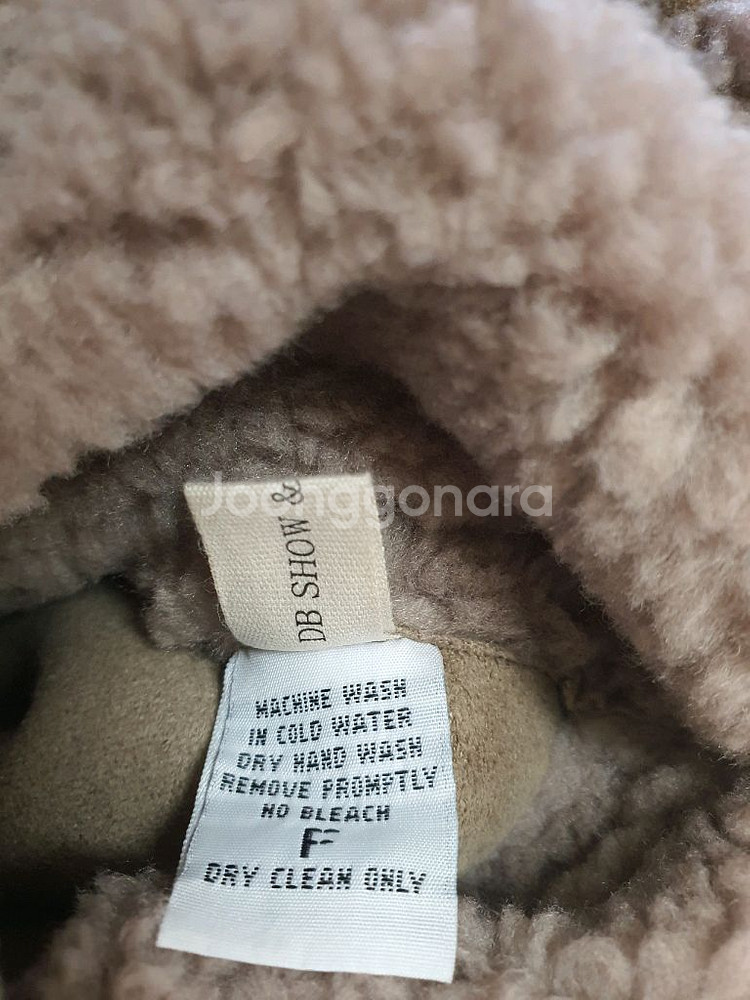 Joonggonara
DB SHOW &
MACHINE WASH
IN COLD WATER
DRY HAND WASH
REMOVE PROMPTLY
NO BLEACH
F
DRY CLEAN ONLY